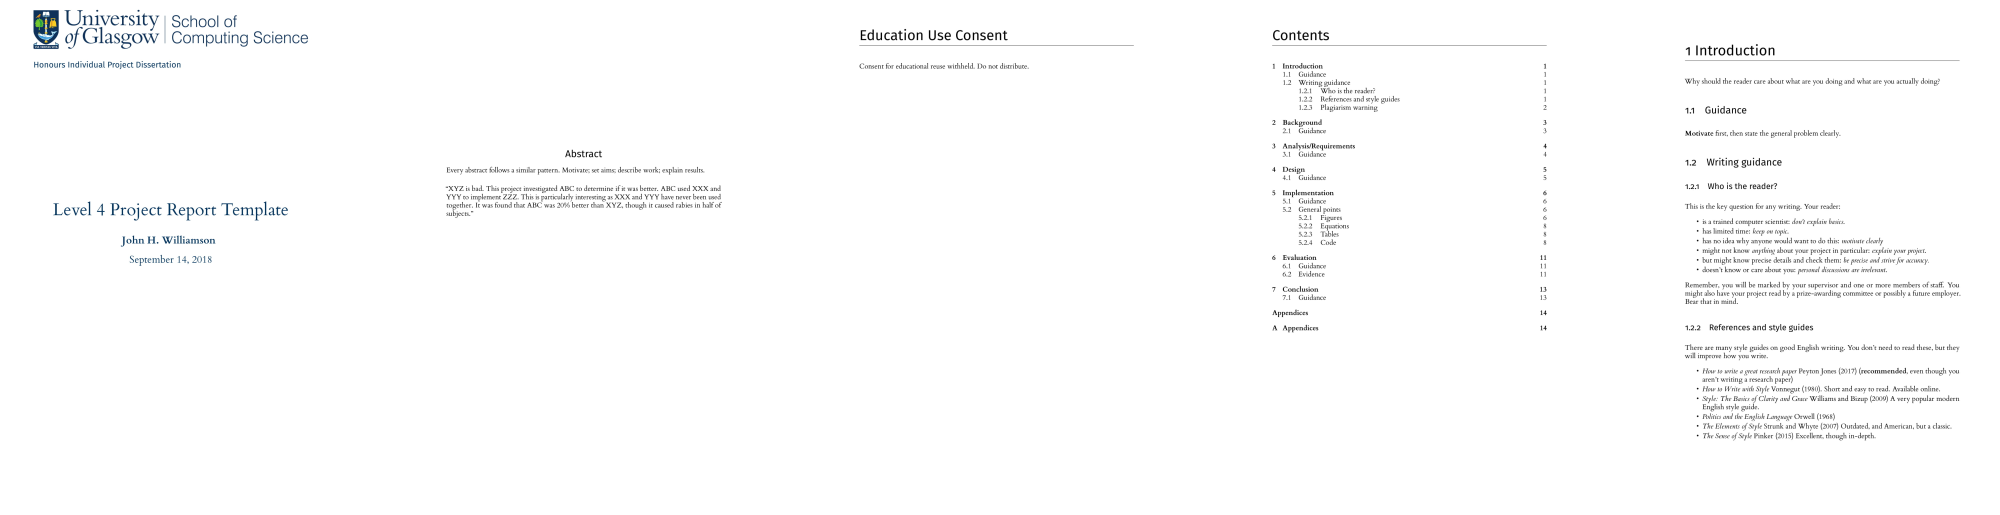 University
of Glasgow
School of
Computing Science
Honours Individual Project Dissertation
Level 4 Project Report Template
John H. Williamson
September 14, 2018
Abstract
Every abstract follows a similar pattern. Motivate; set aims; describe work; explain results.
“XYZ is bad. This project investigated ABC to determine if it was better. ABC used XXX and
YYY to implement ZZZ. This is particularly interesting as XXX and YYY have never been used
together. It was found that ABC was 20% better than XYZ, though it caused rabies in half of
subjects.”
Education Use Consent
Consent for educational reuse withheld. Do not distribute.
Contents
1 Introduction 1
1.1 Guidance 1
1.2 Writing guidance 1
1.2.1 Who is the reader? 1
1.2.2 References and style guides 1
1.2.3 Plagiarism warning 2
2 Background 3
2.1 Guidance 3
3 Analysis/Requirements 4
3.1 Guidance 4
4 Design 5
4.1 Guidance 5
5 Implementation 6
5.1 Guidance 6
5.2 General points 6
5.2.1 Figures 6
5.2.2 Equations 8
5.2.3 Tables 8
5.2.4 Code 8
6 Evaluation 11
6.1 Guidance 11
6.2 Evidence 11
7 Conclusion 13
7.1 Guidance 13
Appendices 14
A Appendices 14
1 Introduction
Why should the reader care about what are you doing and what are you actually doing?
1.1 Guidance
Motivate first, then state the general problem clearly.
1.2 Writing guidance
1.2.1 Who is the reader?
This is the key question for any writing. Your reader:
• is a trained computer scientist: don't explain basics.
• has limited time: keep on topic.
• has no idea why anyone would want to do this: motivate clearly
• might not know anything about your project in particular: explain your project.
• but might know precise details and check them: be precise and strive for accuracy.
• doesn't know or care about you: personal discussions are irrelevant.
Remember, you will be marked by your supervisor and one or more members of staff. You
might also have your project read by a prize-awarding committee or possibly a future employer.
Bear that in mind.
1.2.2 References and style guides
There are many style guides on good English writing. You don't need to read these, but they
will improve how you write.
• How to write a great research paper Peyton Jones (2017) (recommended, even though you
aren't writing a research paper)
• How to Write with Style Vonnegut (1980). Short and easy to read. Available online.
• Style: The Basics of Clarity and Grace Williams and Bizup (2009) A very popular modern
English style guide.
• Politics and the English Language Orwell (1968)
• The Elements of Style Strunk and Whyte (2007) Outdated, and American, but a classic.
• The Sense of Style Pinker (2015) Excellent, though in-depth.